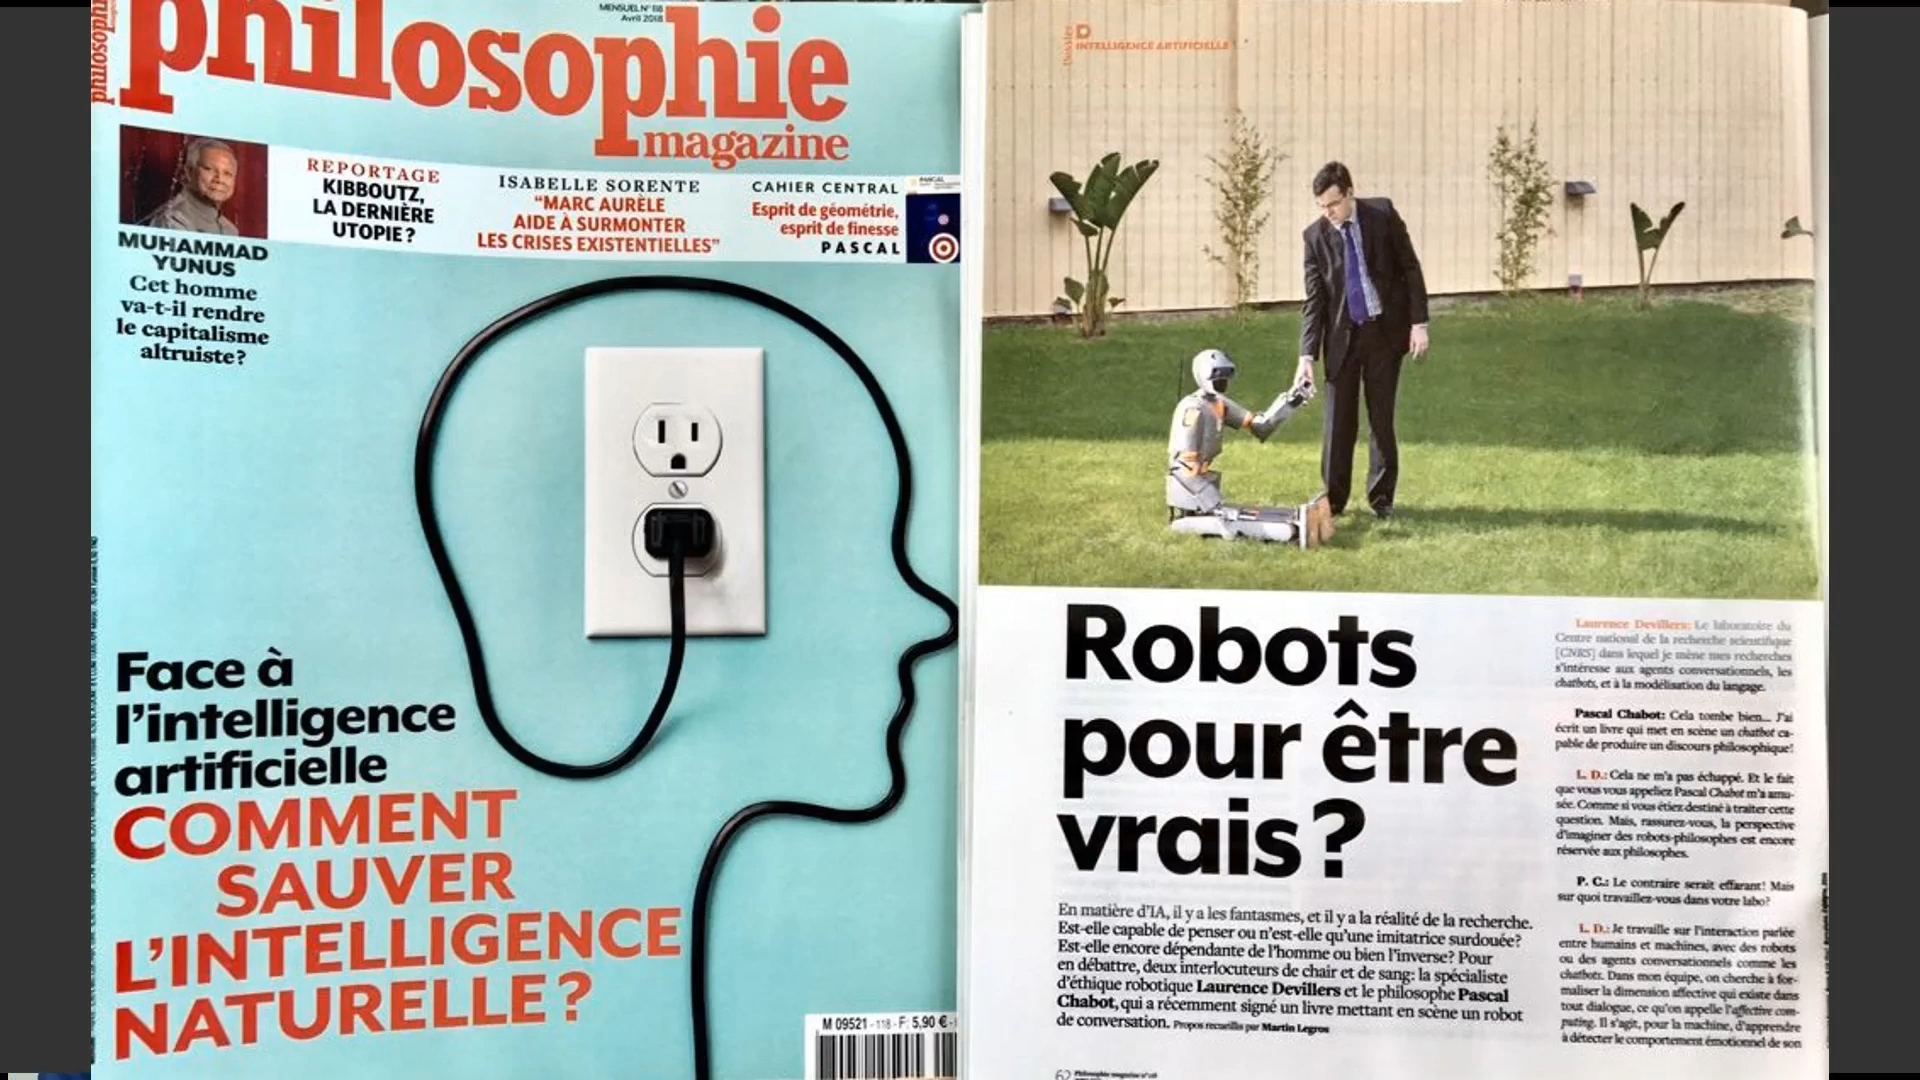 philosophie
MENSUEL N° 118
Avril 2018
philosophie
magazine
REPORTAGE
KIBBOUTZ,
LA DERNIÈRE
UTOPIE ?
ISABELLE SORENTE
“MARC AURÈLE
AIDE À SURMONTER
LES CRISES EXISTENTIELLES”
CAHIER CENTRAL
Esprit de géométrie,
esprit de finesse
PASCAL
MUHAMMAD
YUNUS
Cet homme
va-t-il rendre
le capitalisme
altruiste ?
Face à
l’intelligence
artificielle
COMMENT
SAUVER
L’INTELLIGENCE
NATURELLE ?
M 09521 - 118 - F: 5,90 €
Dossier
D
INTELLIGENCE ARTIFICIELLE
Robots
pour être
vrais ?
En matière d’IA, il y a les fantasmes, et il y a la réalité de la recherche.
Est-elle capable de penser ou n’est-elle qu’une imitatrice surdouée?
Est-elle encore dépendante de l’homme ou bien l’inverse? Pour
en débattre, deux interlocuteurs de chair et de sang: la spécialiste
d’éthique robotique Laurence Devillers et le philosophe Pascal
Chabot, qui a récemment signé un livre mettant en scène un robot
de conversation. Propos recueillis par Martin Legros
Laurence Devillers: Le laboratoire du
Centre national de la recherche scientifique
[CNRS] dans lequel je mène mes recherches
s’intéresse aux agents conversationnels, les
chatbots, et à la modélisation du langage.
Pascal Chabot: Cela tombe bien... J’ai
écrit un livre qui met en scène un chatbot ca-
pable de produire un discours philosophique!
L. D.: Cela ne m’a pas échappé. Et le fait
que vous vous appeliez Pascal Chabot m’a amu-
sée. Comme si vous étiez destiné à traiter cette
question. Mais, rassurez-vous, la perspective
d’imaginer des robots-philosophes est encore
réservée aux philosophes.
P. C.: Le contraire serait effarant! Mais
sur quoi travaillez-vous dans votre labo?
L. D.: Je travaille sur l’interaction parlée
entre humains et machines, avec des robots
ou des agents conversationnels comme les
chatbots. Dans mon équipe, on cherche à for-
maliser la dimension affective qui existe dans
tout dialogue, ce qu’on appelle l’affective com-
puting. Il s’agit, pour la machine, d’apprendre
à détecter le comportement émotionnel de son
62 Philosophie magazine n° 118